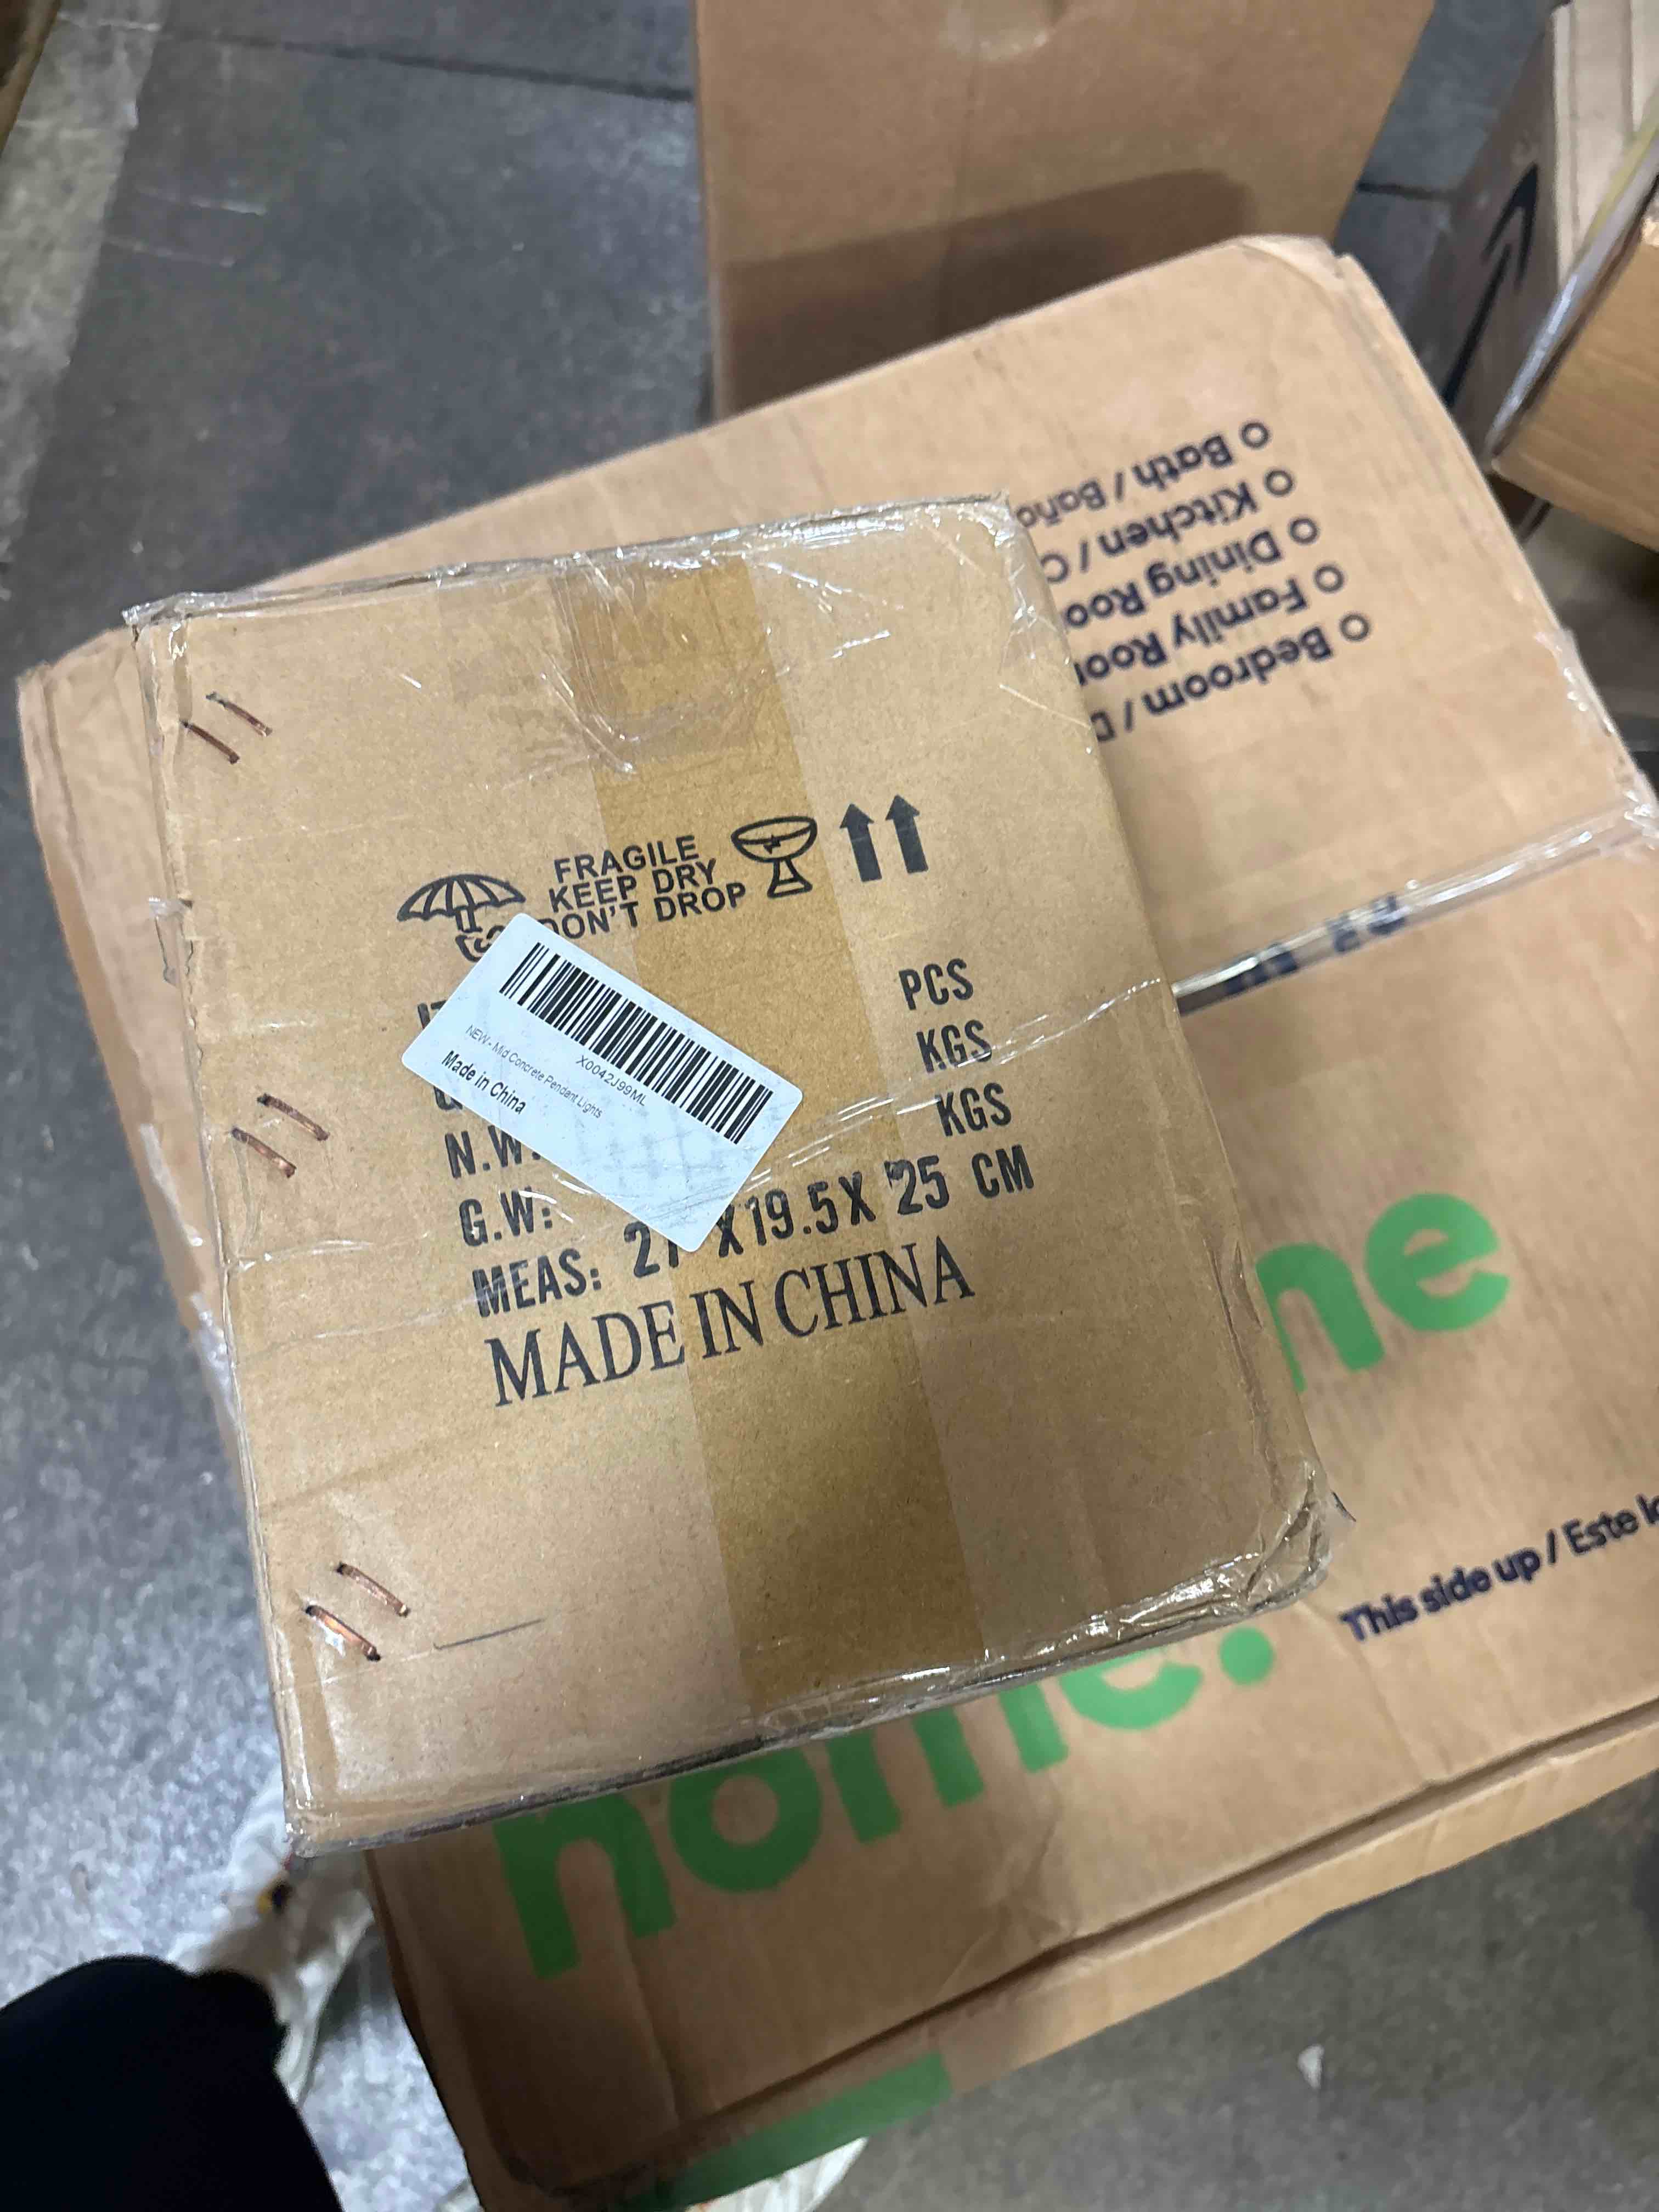 FRAGILE
KEEP DRY
DON'T DROP
PCS
KGS
KGS
N.W:
G.W:
MEAS: 27 X19.5X 25 CM
MADE IN CHINA
X0042J99ML
NEW - Mid Concrete Pendant Lights
Made in China
Bath / Baño
Kitchen / C
Dining Roo
Family Roo
Bedroom / D
ne
home.
This side up / Este l